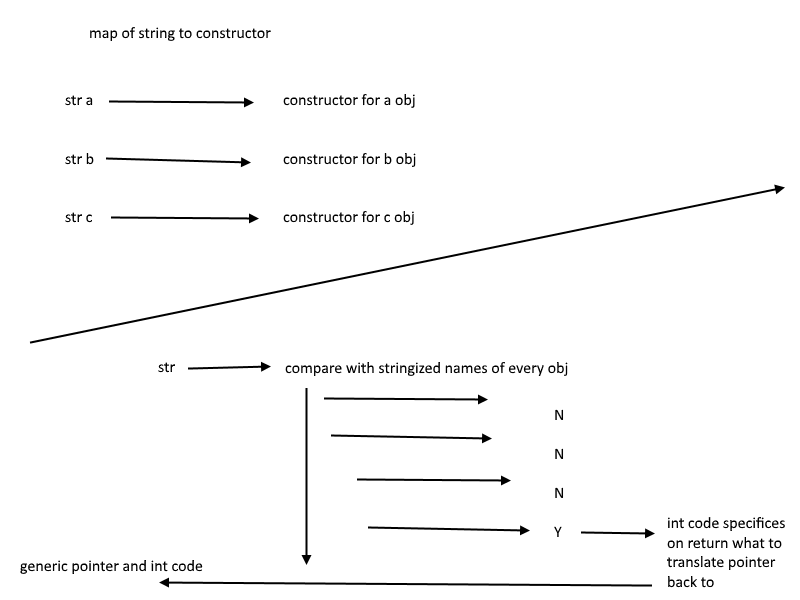 map of string to constructor
str a
constructor for a obj
str b
constructor for b obj
str c
constructor for c obj
str
compare with stringized names of every obj
N
N
N
Y
int code specifices
on return what to
translate pointer
back to
generic pointer and int code